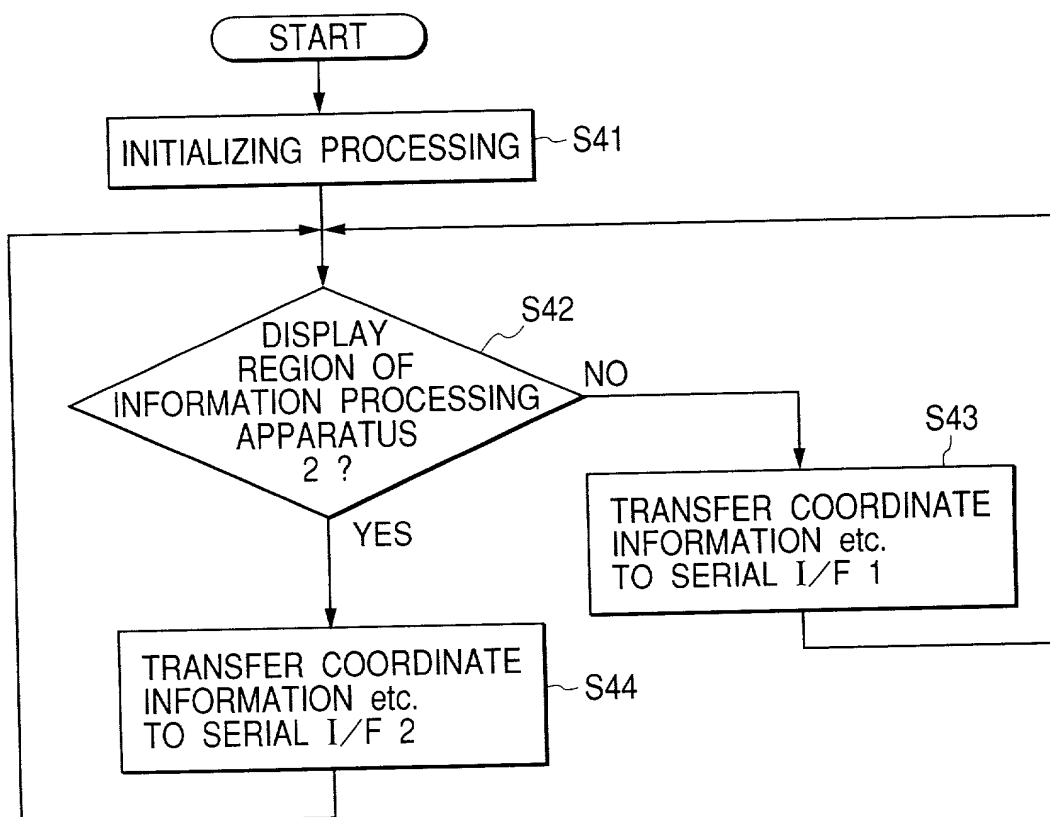 START
INITIALIZING PROCESSING
S41
DISPLAY
REGION OF
INFORMATION PROCESSING
APPARATUS
2 ?
S42
NO
YES
S43
TRANSFER COORDINATE
INFORMATION etc.
TO SERIAL I/F 1
TRANSFER COORDINATE
INFORMATION etc.
TO SERIAL I/F 2
S44